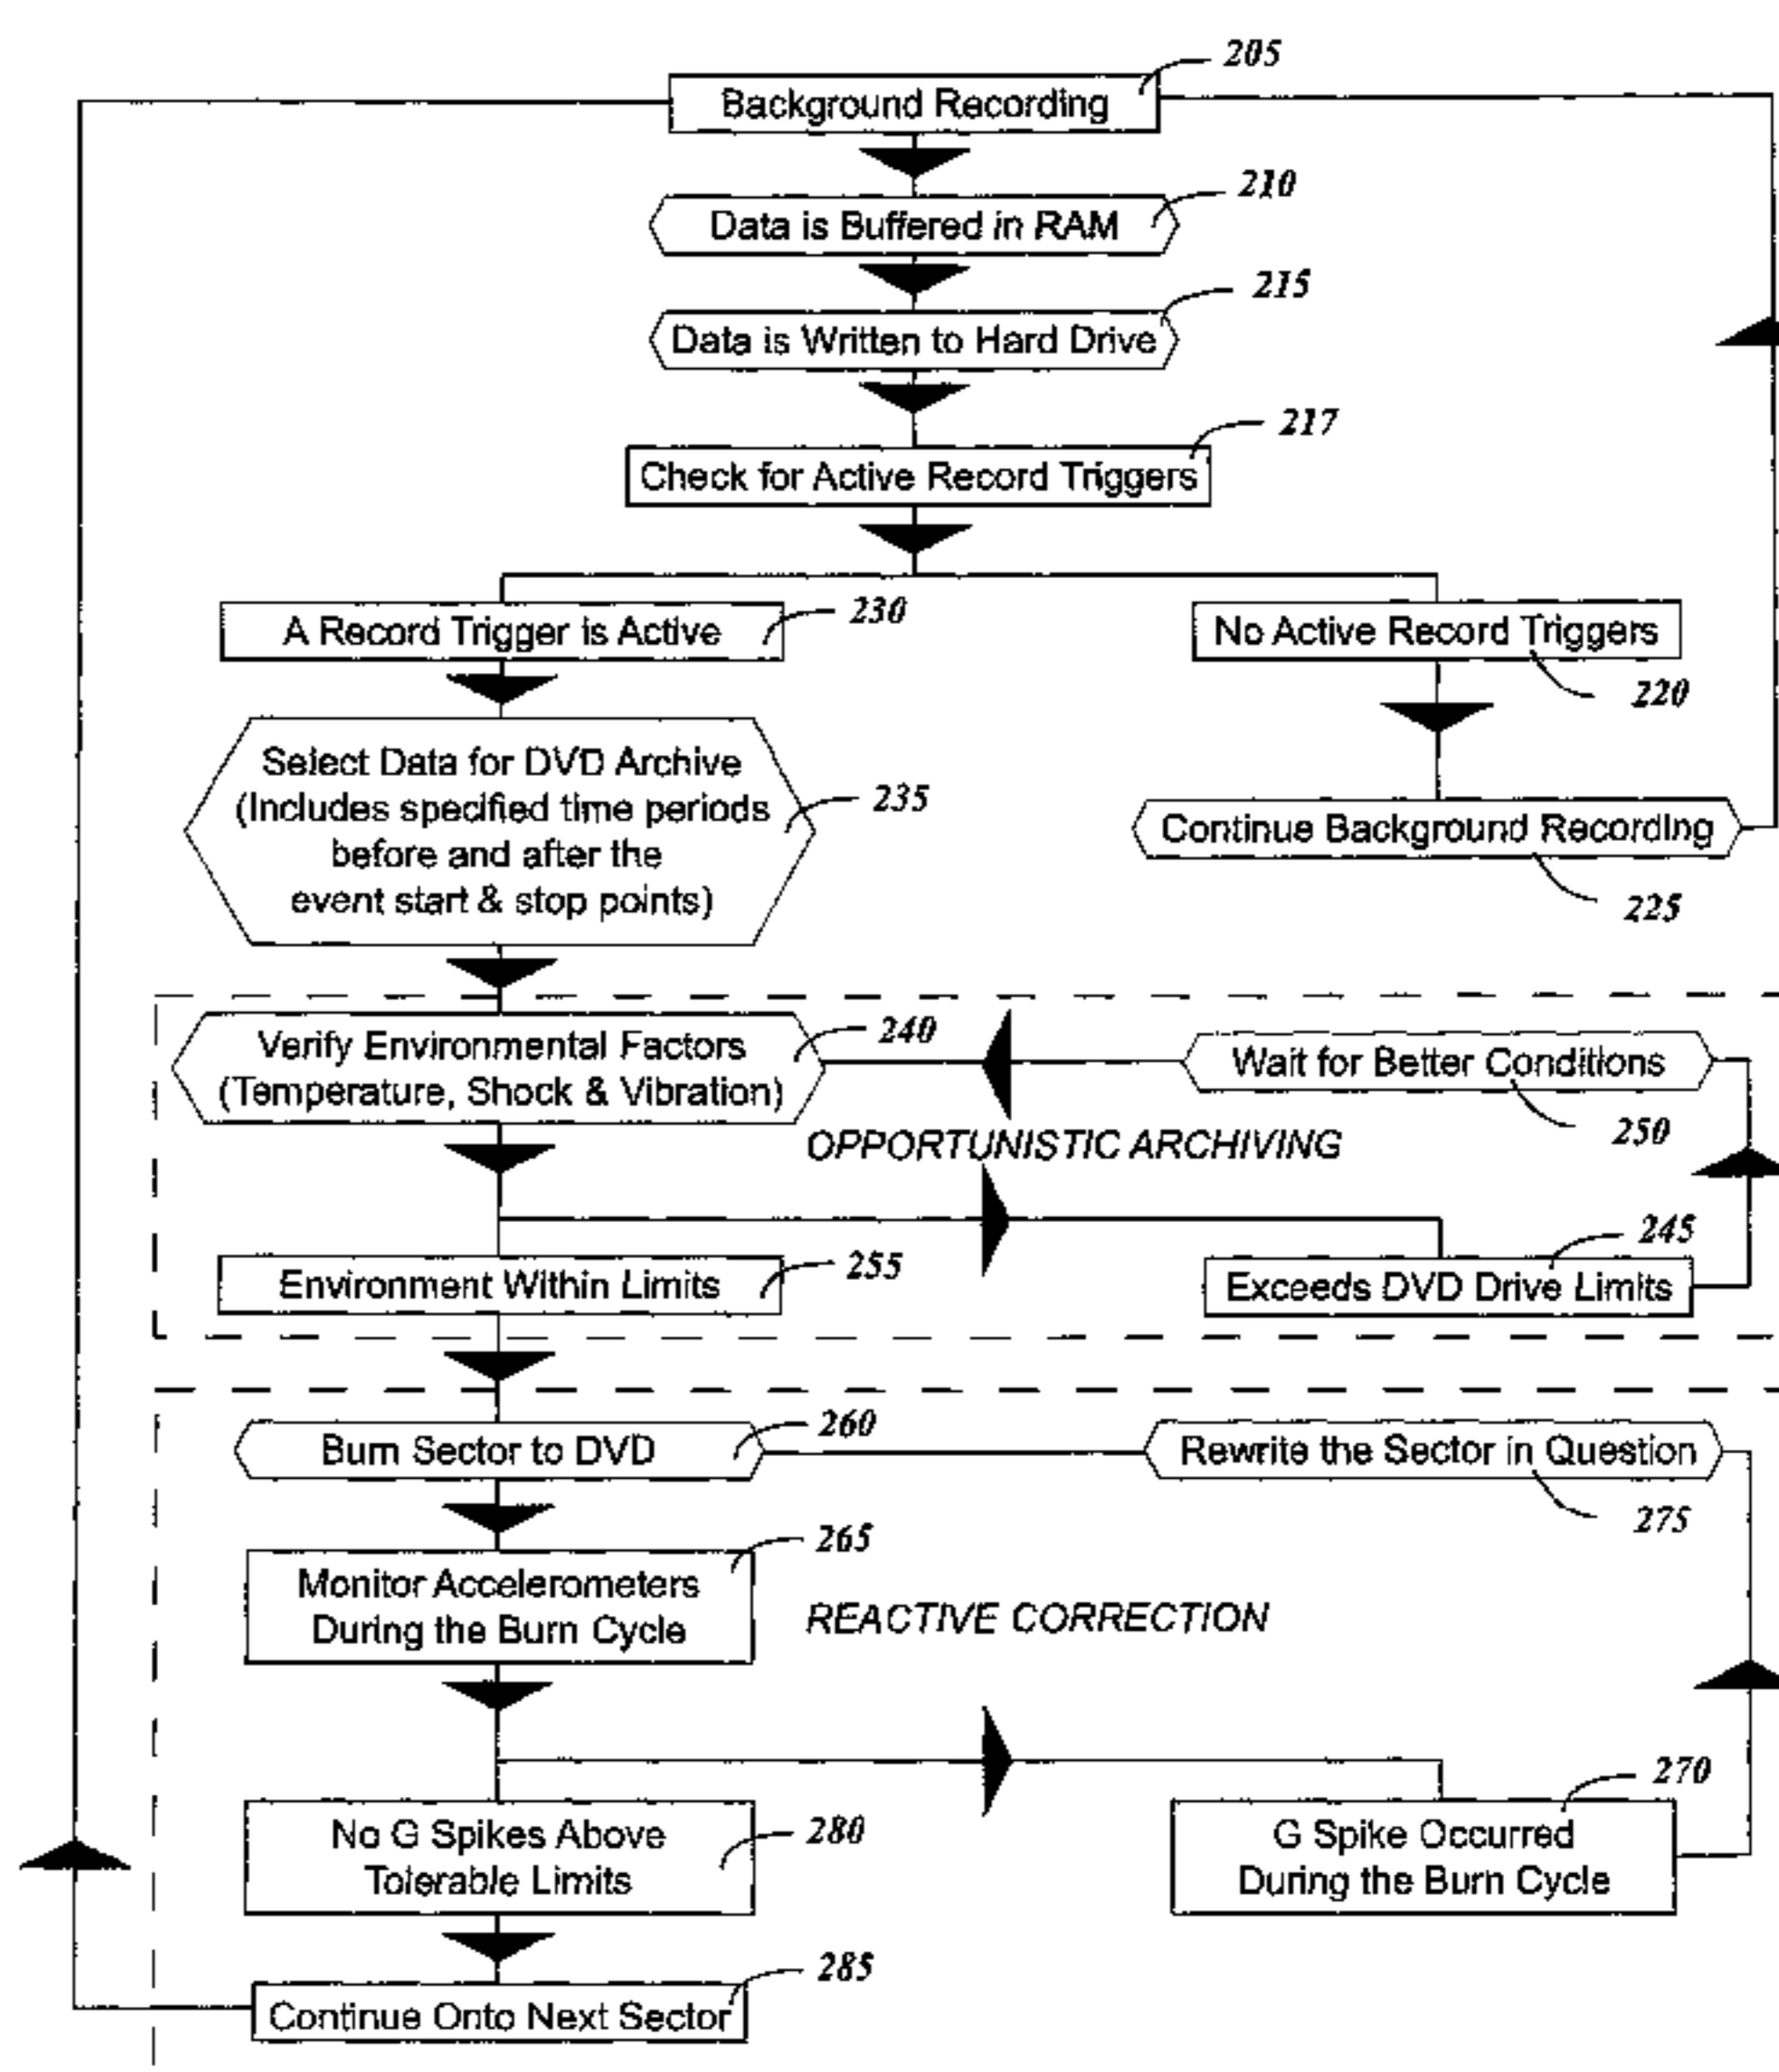 205
Background Recording
210
Data is Buffered in RAM
215
Data is Written to Hard Drive
217
Check for Active Record Triggers
230
A Record Trigger is Active
No Active Record Triggers
220
Select Data for DVD Archive
(Includes specified time periods
before and after the
event start & stop points)
235
Continue Background Recording
225
Verify Environmental Factors
(Temperature, Shock & Vibration)
240
Wait for Better Conditions
250
OPPORTUNISTIC ARCHIVING
Environment Within Limits
255
245
Exceeds DVD Drive Limits
Burn Sector to DVD
260
Rewrite the Sector in Question
275
265
Monitor Accelerometers
During the Burn Cycle
REACTIVE CORRECTION
270
No G Spikes Above
Tolerable Limits
280
G Spike Occurred
During the Burn Cycle
285
Continue Onto Next Sector